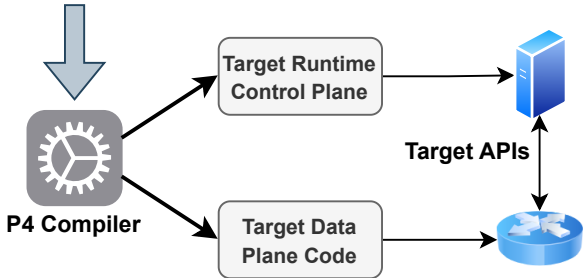 Target Runtime
Control Plane
Target APIs
P4 Compiler
Target Data
Plane Code